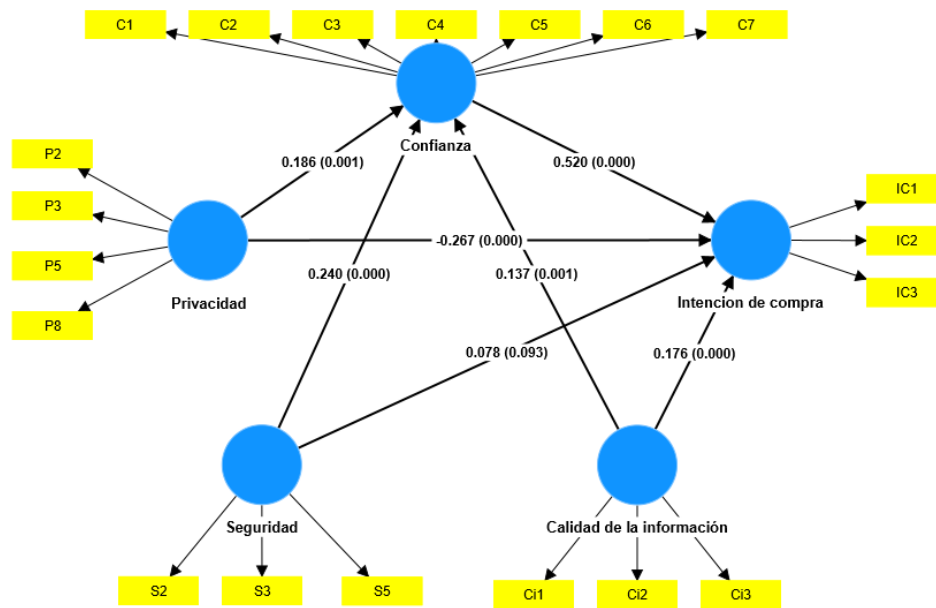 C1
C2
C3
C4
C5
C6
C7
Confianza
0.186 (0.001)
0.520 (0.000)
P2
P3
P5
P8
Privacidad
-0.267 (0.000)
IC1
IC2
IC3
Intencion de compra
0.240 (0.000)
0.137 (0.001)
0.078 (0.093)
0.176 (0.000)
Seguridad
Calidad de la información
S2
S3
S5
Ci1
Ci2
Ci3